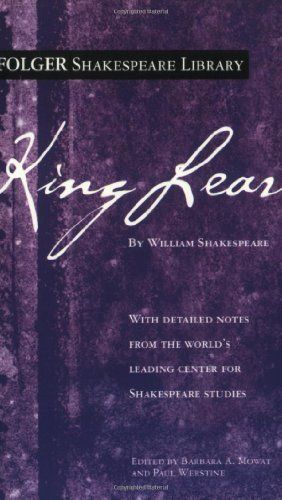 FOLGER SHAKESPEARE LIBRARY
King Lear
BY WILLIAM SHAKESPEARE
WITH DETAILED NOTES
FROM THE WORLD'S
LEADING CENTER FOR
SHAKESPEARE STUDIES
EDITED BY BARBARA A. MOWAT
AND PAUL WERSTINE